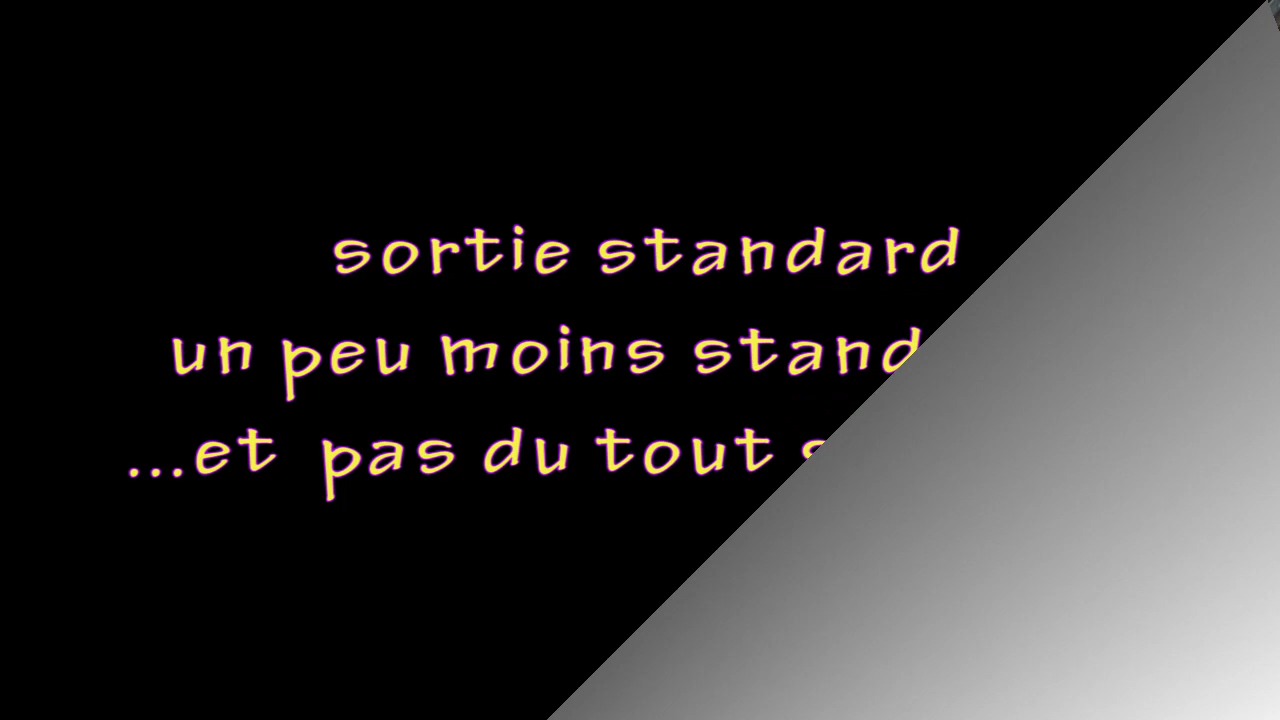 sortie standard
un peu moins stand
...et pas du tout s